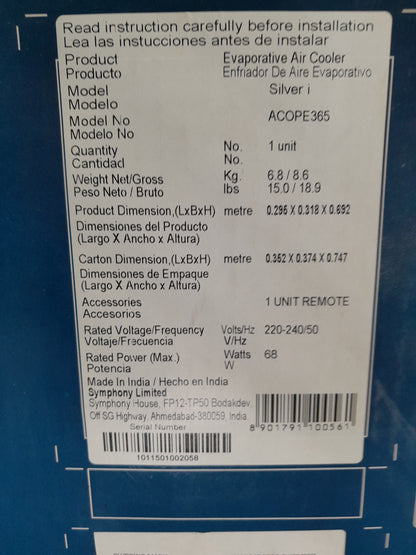 Read instruction carefully before installation
Lea las instucciones antes de instalar
Product Evaporative Air Cooler
Producto Enfriador De Aire Evaporativo
Model Silver i
Modelo
Model No ACOPE365
Modelo No
Quantity No. 1 unit
Cantidad No.
Weight Net/Gross Kg. 6.8 / 8.6
Peso Neto / Bruto lbs 15.0 / 18.9
Product Dimension,(LxBxH) metre 0.295 X 0.318 X 0.692
Dimensiones del Producto
(Largo X Ancho x Altura)
Carton Dimension,(LxBxH) metre 0.352 X 0.374 X 0.747
Dimensiones de Empaque
(Largo X Ancho x Altura)
Accessories 1 UNIT REMOTE
Accesorios
Rated Voltage/Frequency Volts/Hz 220-240/50
Voltaje/Frecuencia V/Hz
Rated Power (Max.) Watts 68
Potencia W
Made In India / Hecho en India
Symphony Limited
Symphony House, FP12-TP50 Bodakdev,
Off SG Highway, Ahmedabad-380059, India.
8 901791 100561
Serial Number
1011501002058